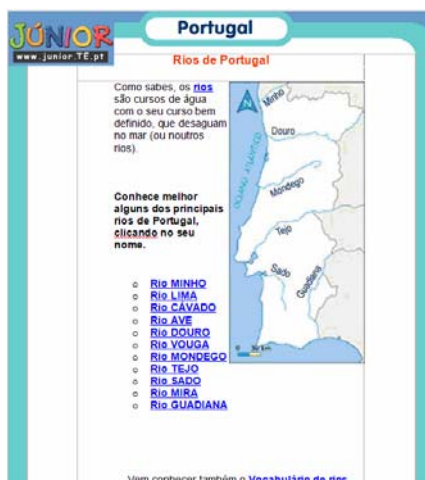 Portugal
JÚNIOR
www.junior.TE.pt
Rios de Portugal
Como sabes, os rios
são cursos de água
com o seu curso bem
definido, que desaguam
no mar (ou noutros
rios).
Conhece melhor
alguns dos principais
rios de Portugal,
clicando no seu
nome.
Rio MINHO
Rio LIMA
Rio CÁVADO
Rio AVE
Rio DOURO
Rio VOUGA
Rio MONDEGO
Rio TEJO
Rio SADO
Rio MIRA
Rio GUADIANA
N
Minho
Douro
OCEANO ATLÂNTICO
Mondego
Tejo
Sado
Guadiana
0
Vem conhecer também o Vocabulário de rios